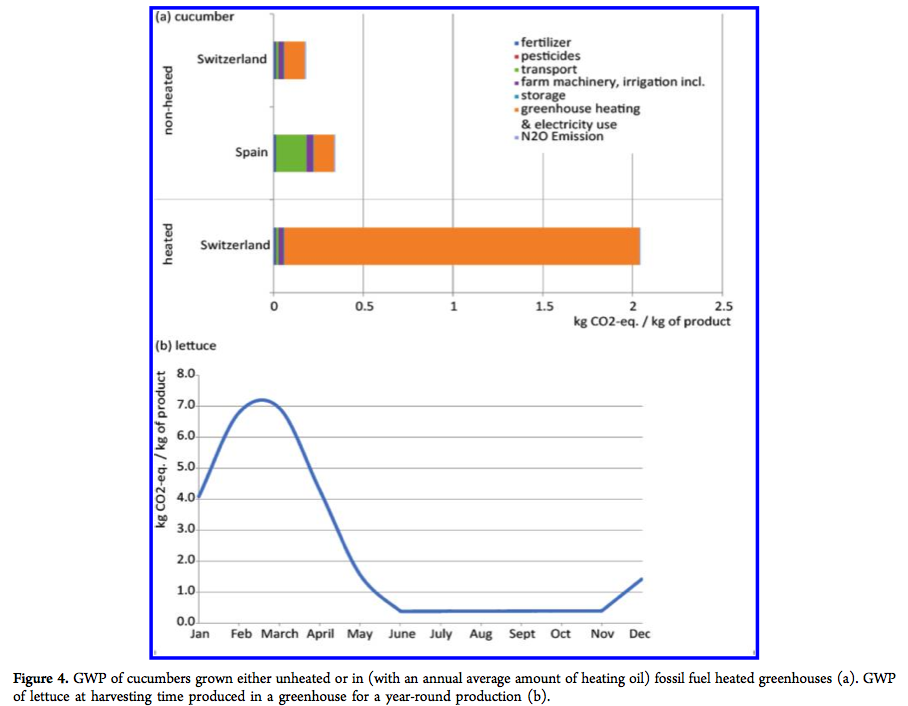 (a) cucumber
non-heated
Switzerland
Spain
heated
Switzerland
fertilizer
pesticides
transport
farm machinery, irrigation incl.
storage
greenhouse heating
& electricity use
N2O Emission
0 0.5 1 1.5 2 2.5
kg CO2-eq. / kg of product
(b) lettuce
kg CO2-eq. / kg of product
8.0
7.0
6.0
5.0
4.0
3.0
2.0
1.0
0.0
Jan Feb March April May June July Aug Sept Oct Nov Dec
Figure 4. GWP of cucumbers grown either unheated or in (with an annual average amount of heating oil) fossil fuel heated greenhouses (a). GWP
of lettuce at harvesting time produced in a greenhouse for a year-round production (b).